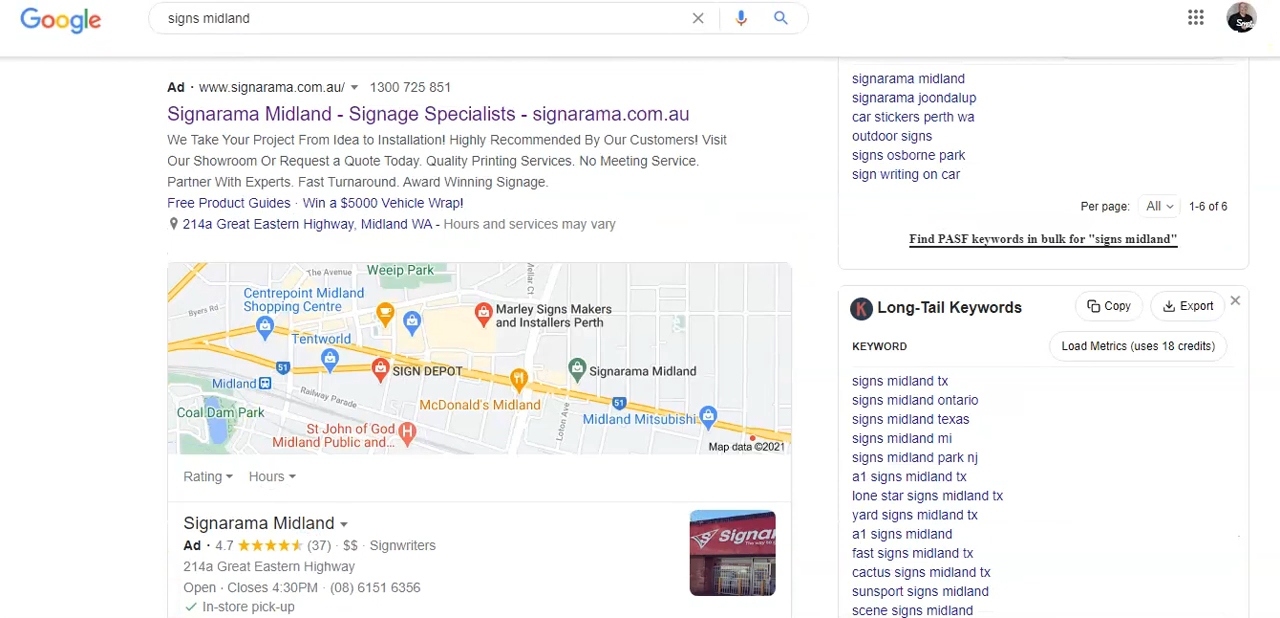 Google
signs midland
Ad · www.signarama.com.au/ 1300 725 851
Signarama Midland - Signage Specialists - signarama.com.au
We Take Your Project From Idea to Installation! Highly Recommended By Our Customers! Visit
Our Showroom Or Request a Quote Today. Quality Printing Services. No Meeting Service.
Partner With Experts. Fast Turnaround. Award Winning Signage.
Free Product Guides · Win a $5000 Vehicle Wrap!
214a Great Eastern Highway, Midland WA - Hours and services may vary
The Avenue
Weeip Park
Byers Rd
Centrepoint Midland
Shopping Centre
Marley Signs Makers
and Installers Perth
Tentworld
51
SIGN DEPOT
Signarama Midland
Midland
Railway Parade
McDonald's Midland
51
Coal Dam Park
Loton Ave
Midland Mitsubishi
St John of God
Midland Public and...
H
Map data ©2021
Rating Hours
Signarama Midland
Ad · 4.7 (37) · $$ · Signwriters
214a Great Eastern Highway
Open · Closes 4:30PM · (08) 6151 6356
In-store pick-up
Signar
signarama midland
signarama joondalup
car stickers perth wa
outdoor signs
signs osborne park
sign writing on car
Per page: All 1-6 of 6
Find PASF keywords in bulk for "signs midland"
K Long-Tail Keywords Copy Export
KEYWORD Load Metrics (uses 18 credits)
signs midland tx
signs midland ontario
signs midland texas
signs midland mi
signs midland park nj
a1 signs midland tx
lone star signs midland tx
yard signs midland tx
a1 signs midland
fast signs midland tx
cactus signs midland tx
sunsport signs midland
scene signs midland